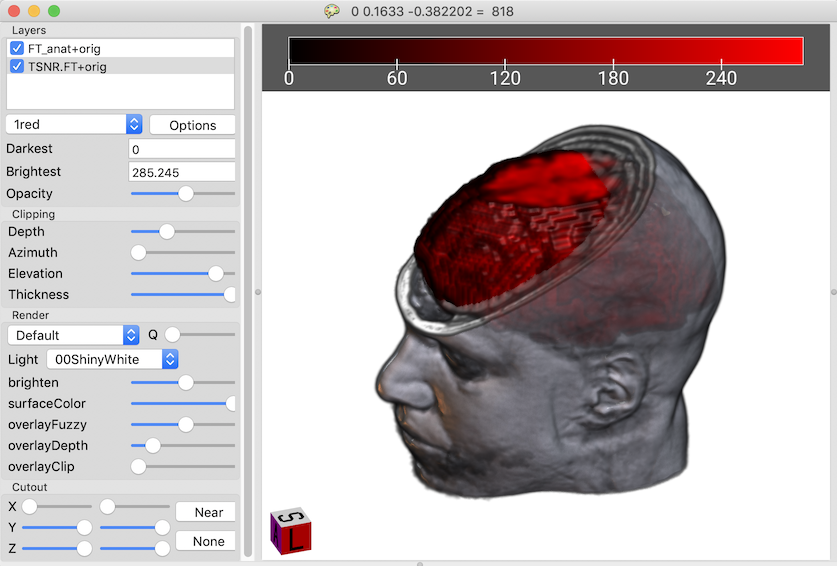 0 0.1633 -0.382202 = 818
Layers
FT_anat+orig
TSNR.FT+orig
1red Options
Darkest 0
Brightest 285.245
Opacity
Clipping
Depth
Azimuth
Elevation
Thickness
Render
Default Q
Light 00ShinyWhite
brighten
surfaceColor
overlayFuzzy
overlayDepth
overlayClip
Cutout
X Near
Y
Z None
0 60 120 180 240
S
A L